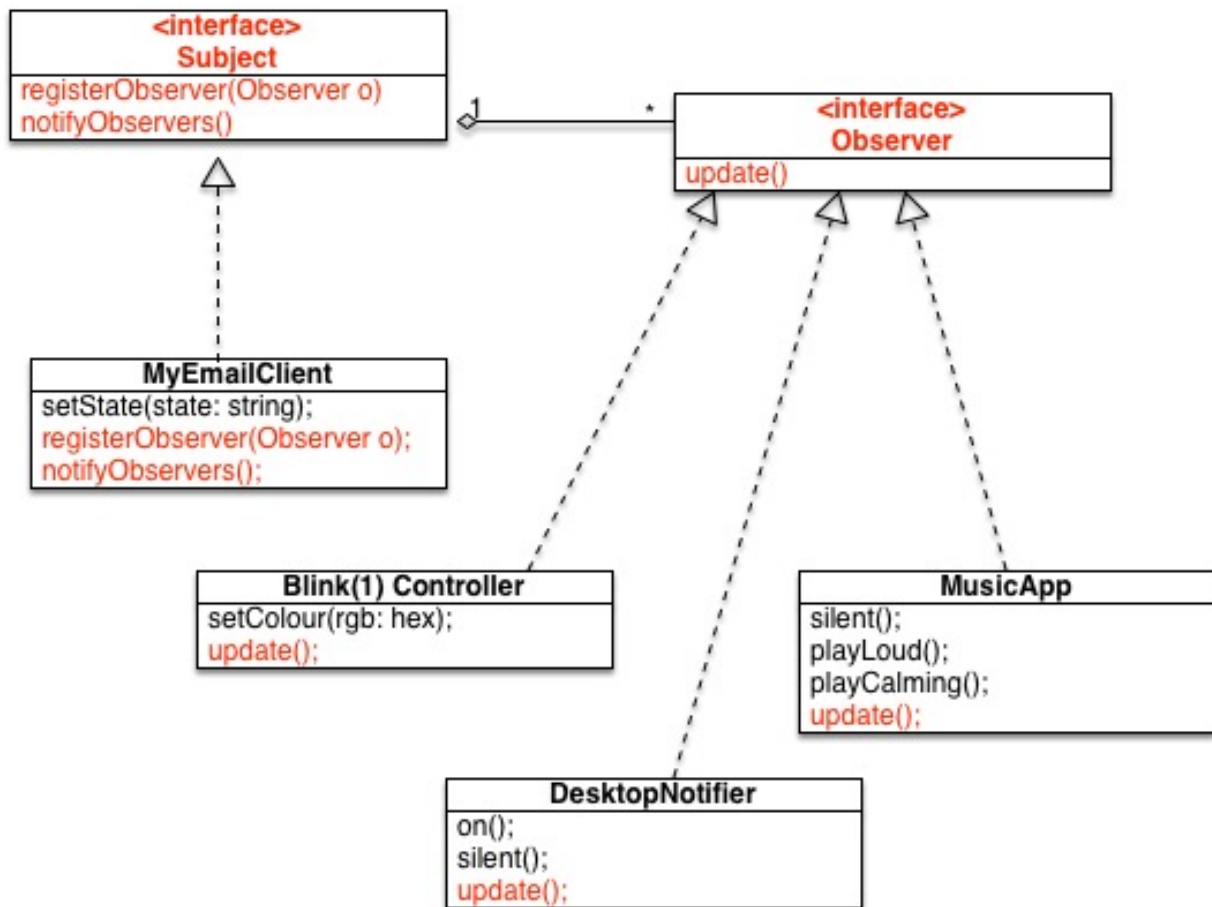 <interface>
Subject
registerObserver(Observer o)
notifyObservers()
1
*
<interface>
Observer
update()
MyEmailClient
setState(state: string);
registerObserver(Observer o);
notifyObservers();
Blink(1) Controller
setColour(rgb: hex);
update();
MusicApp
silent();
playLoud();
playCalming();
update();
DesktopNotifier
on();
silent();
update();